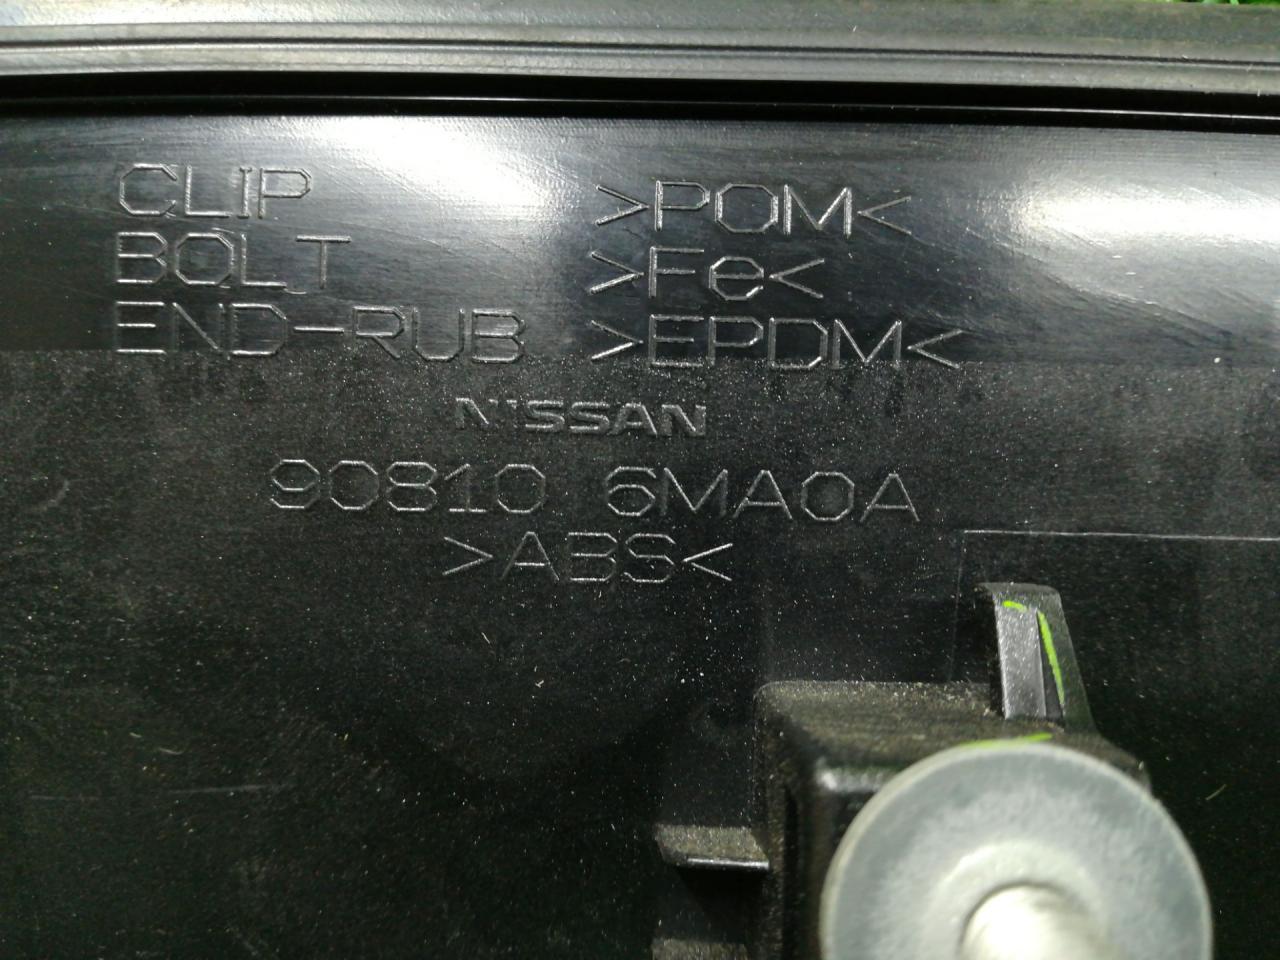 CLIP >POM<
BOLT >Fe<
END-RUB >EPDM<
NISSAN
90810 6MA0A
>ABS<